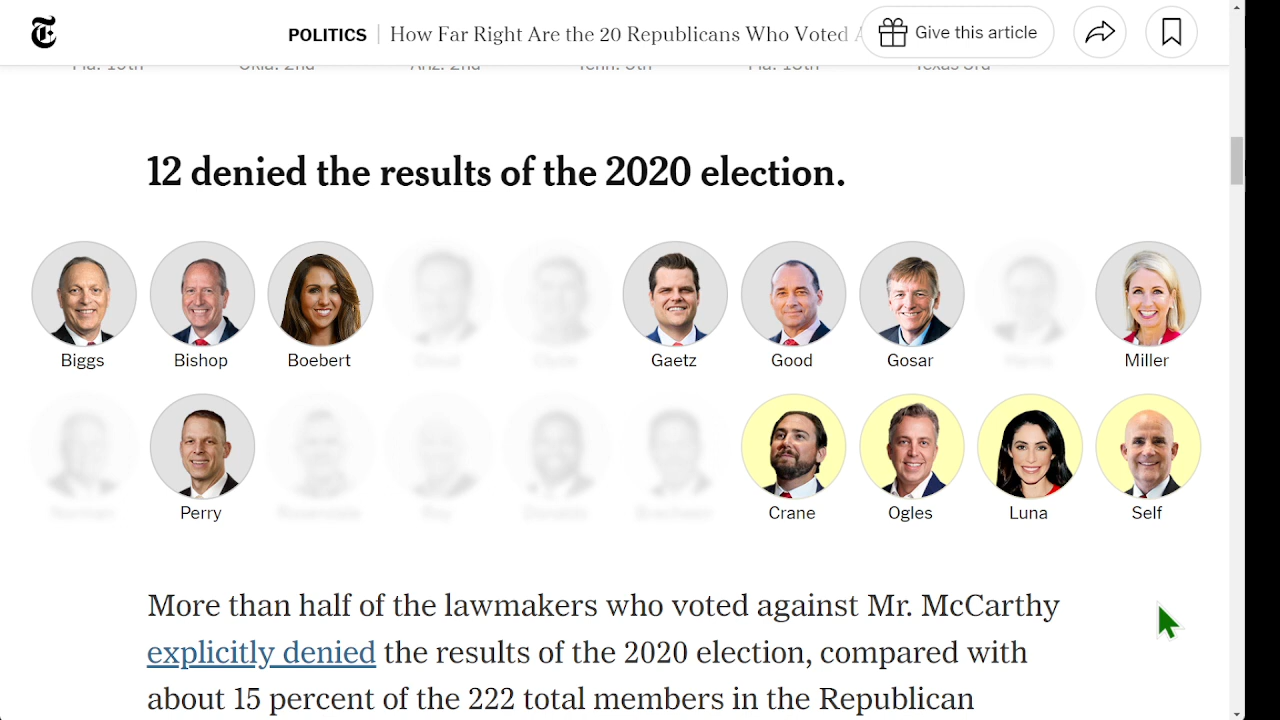 POLITICS | How Far Right Are the 20 Republicans Who Voted
Give this article
12 denied the results of the 2020 election.
Biggs Bishop Boebert Gaetz Good Gosar Miller
Perry Crane Ogles Luna Self
More than half of the lawmakers who voted against Mr. McCarthy
explicitly denied the results of the 2020 election, compared with
about 15 percent of the 222 total members in the Republican